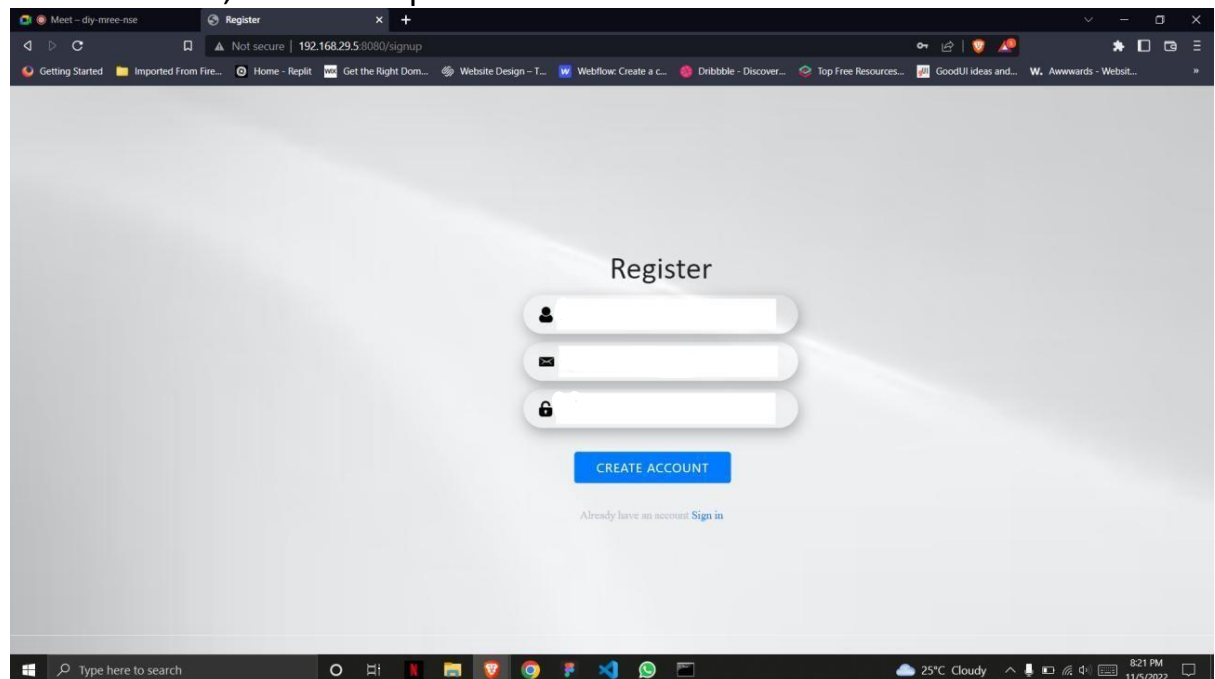 Meet – diy-mree-nse
Register
Not secure | 192.168.29.5:8080/signup
Getting Started
Imported From Fire...
Home - Replit
Get the Right Dom...
Website Design – T...
Webflow: Create a c...
Dribbble - Discover...
Top Free Resources...
GoodUI ideas and...
W. Awwwards - Websit...
Register
CREATE ACCOUNT
Already have an account Sign in
Type here to search
25°C Cloudy
8:21 PM
11/5/2022